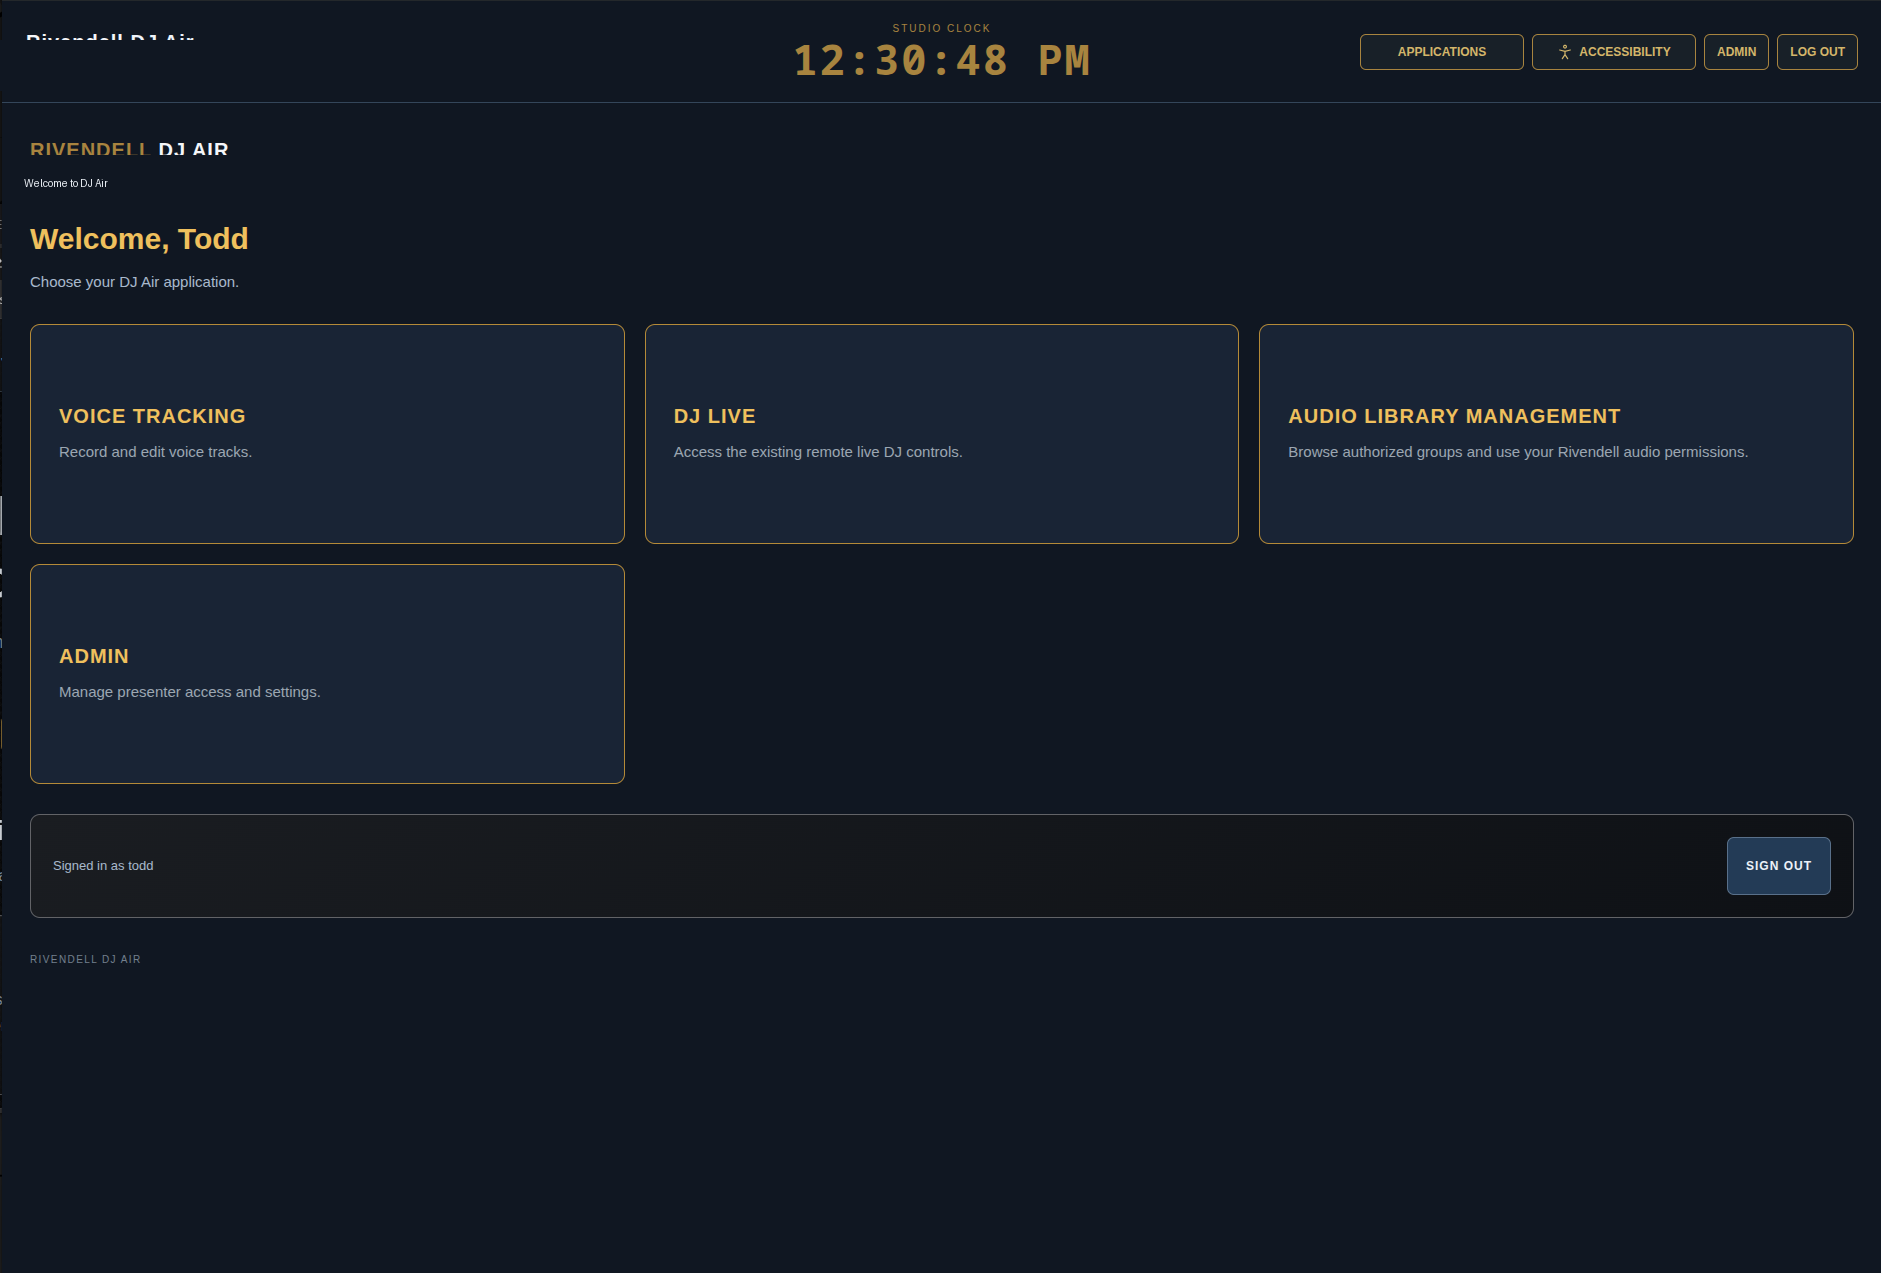 Rivendell DJ Air
STUDIO CLOCK
12:30:48 PM
APPLICATIONS
ACCESSIBILITY
ADMIN
LOG OUT
RIVENDELL DJ AIR
Welcome to DJ Air
Welcome, Todd
Choose your DJ Air application.
VOICE TRACKING
Record and edit voice tracks.
DJ LIVE
Access the existing remote live DJ controls.
AUDIO LIBRARY MANAGEMENT
Browse authorized groups and use your Rivendell audio permissions.
ADMIN
Manage presenter access and settings.
Signed in as todd
SIGN OUT
RIVENDELL DJ AIR